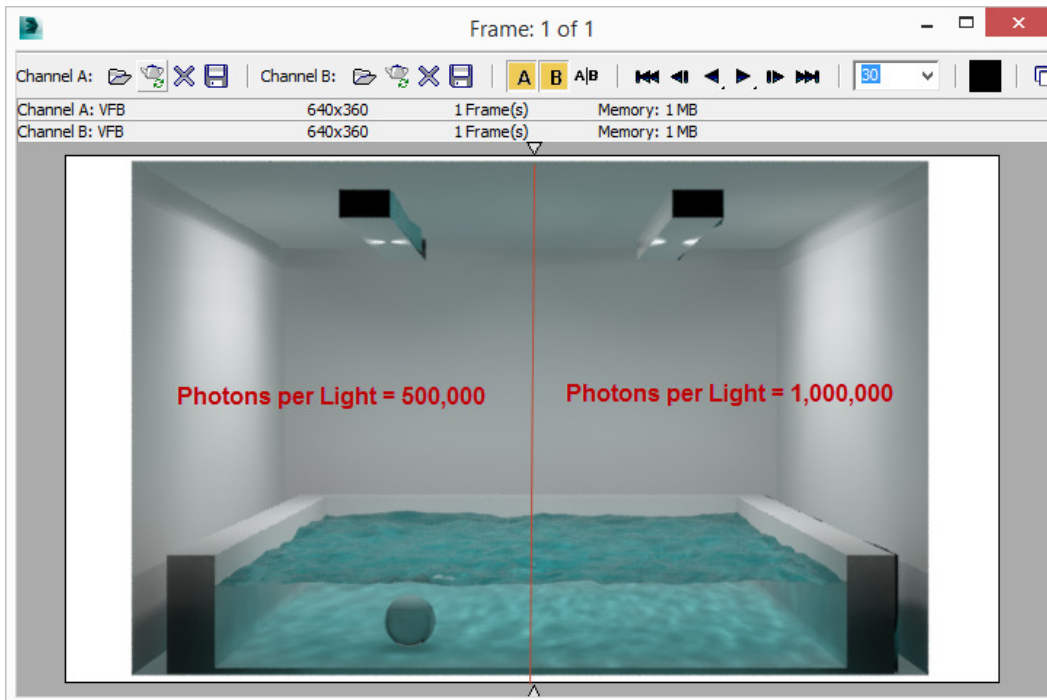 Frame: 1 of 1
Channel A: Channel B: A B A|B 30
Channel A: VFB 640x360 1 Frame(s) Memory: 1 MB
Channel B: VFB 640x360 1 Frame(s) Memory: 1 MB
Photons per Light = 500,000
Photons per Light = 1,000,000